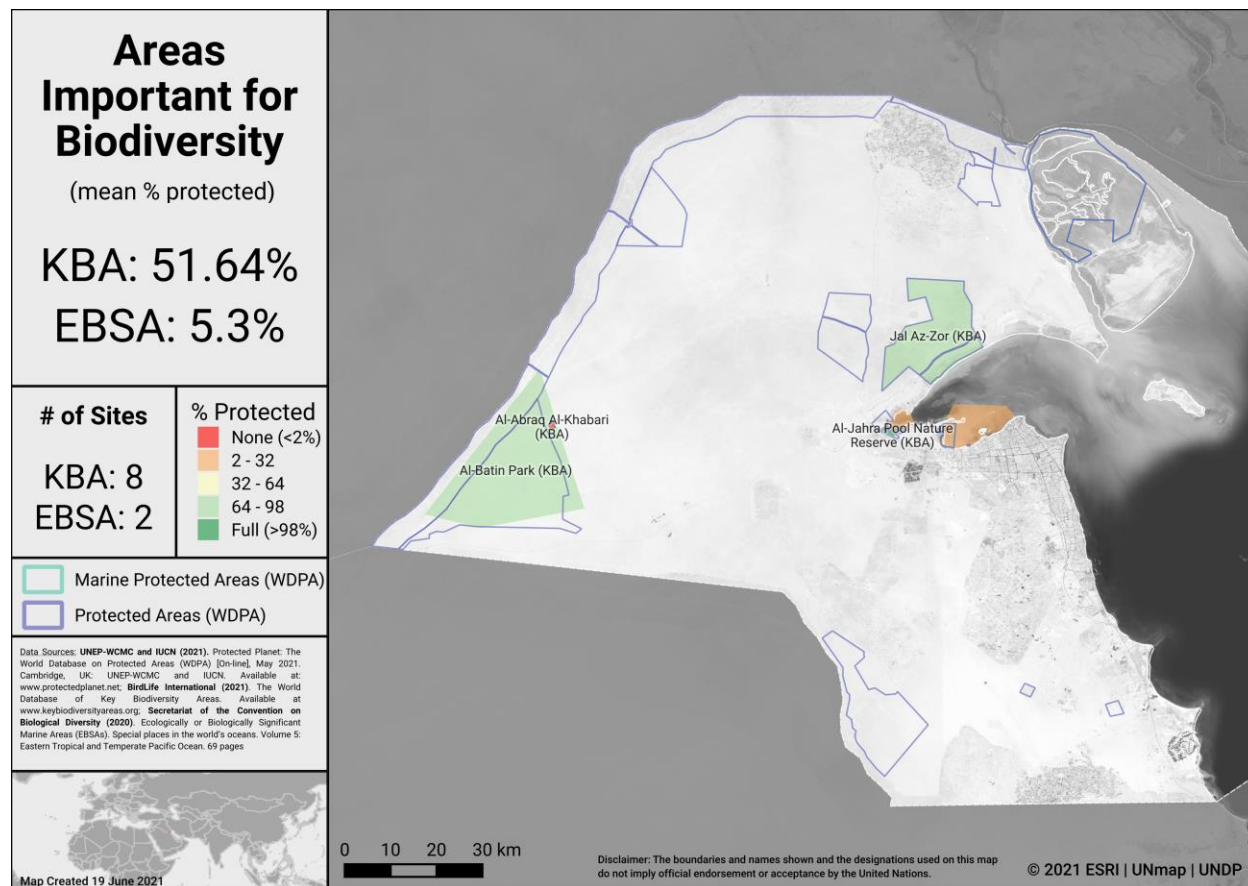 Areas
Important for
Biodiversity
(mean % protected)
KBA: 51.64%
EBSA: 5.3%
# of Sites
KBA: 8
EBSA: 2
% Protected
None (<2%)
2 - 32
32 - 64
64 - 98
Full (>98%)
Marine Protected Areas (WDPA)
Protected Areas (WDPA)
Data Sources: UNEP-WCMC and IUCN (2021). Protected Planet: The
World Database on Protected Areas (WDPA) [On-line], May 2021.
Cambridge, UK: UNEP-WCMC and IUCN. Available at:
www.protectedplanet.net; BirdLife International (2021). The World
Database of Key Biodiversity Areas. Available at
www.keybiodiversityareas.org; Secretariat of the Convention on
Biological Diversity (2020). Ecologically or Biologically Significant
Marine Areas (EBSAs). Special places in the world's oceans. Volume 5:
Eastern Tropical and Temperate Pacific Ocean. 69 pages
Map Created 19 June 2021
Jal Az-Zor (KBA)
Al-Abraq Al-Khabari
(KBA)
Al-Jahra Pool Nature
Reserve (KBA)
Al-Batin Park (KBA)
0 10 20 30 km
Disclaimer: The boundaries and names shown and the designations used on this map
do not imply official endorsement or acceptance by the United Nations.
© 2021 ESRI | UNmap | UNDP